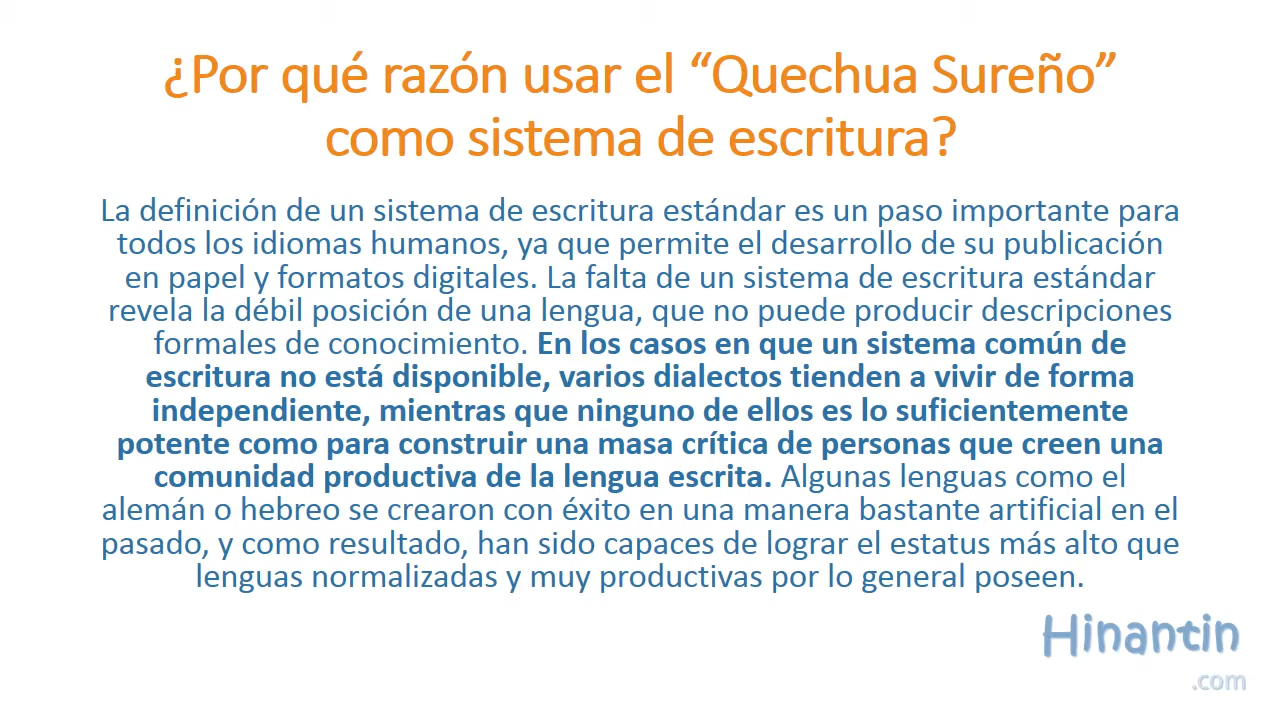 ¿Por qué razón usar el “Quechua Sureño”
como sistema de escritura?
La definición de un sistema de escritura estándar es un paso importante para
todos los idiomas humanos, ya que permite el desarrollo de su publicación
en papel y formatos digitales. La falta de un sistema de escritura estándar
revela la débil posición de una lengua, que no puede producir descripciones
formales de conocimiento. En los casos en que un sistema común de
escritura no está disponible, varios dialectos tienden a vivir de forma
independiente, mientras que ninguno de ellos es lo suficientemente
potente como para construir una masa crítica de personas que creen una
comunidad productiva de la lengua escrita. Algunas lenguas como el
alemán o hebreo se crearon con éxito en una manera bastante artificial en el
pasado, y como resultado, han sido capaces de lograr el estatus más alto que
lenguas normalizadas y muy productivas por lo general poseen.
Hinantin
.com